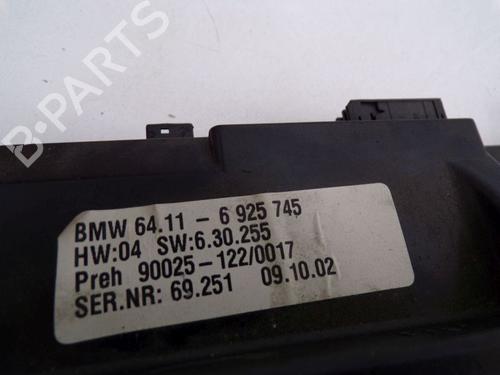 BMW 64.11 - 6 925 745
HW:04 SW:6.30.255
Preh 90025-122/0017
SER.NR: 69.251 09.10.02